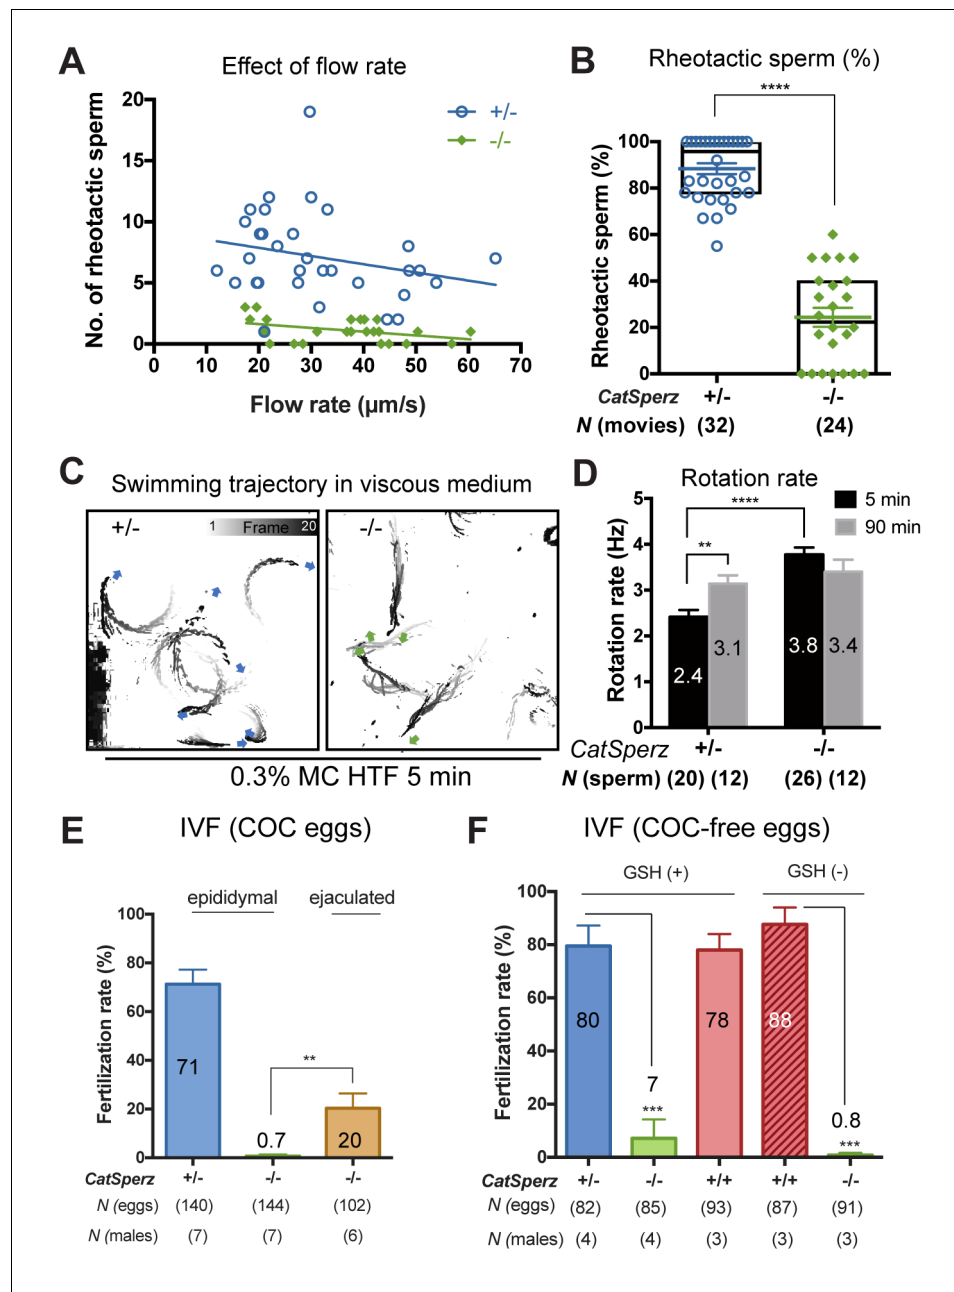 A
Effect of flow rate
No. of rheotactic sperm
20
15
10
5
0
0 10 20 30 40 50 60 70
Flow rate (µm/s)
+/-
-/-
B
Rheotactic sperm (%)
****
Rheotactic sperm (%)
100
80
60
40
20
0
CatSperz +/- -/-
N (movies) (32) (24)
C
Swimming trajectory in viscous medium
+/-
1 Frame 20
-/-
0.3% MC HTF 5 min
D
Rotation rate
5 min
90 min
****
**
Rotation rate (Hz)
5
4
3
2
1
0
2.4 3.1 3.8 3.4
CatSperz +/- -/-
N (sperm) (20) (12) (26) (12)
E
IVF (COC eggs)
epididymal ejaculated
Fertilization rate (%)
100
80
60
40
20
0
**
71 0.7 20
CatSperz +/- -/- -/-
N (eggs) (140) (144) (102)
N (males) (7) (7) (6)
F
IVF (COC-free eggs)
GSH (+) GSH (-)
Fertilization rate (%)
100
80
60
40
20
0
80 7 78 88 0.8
*** ***
CatSperz +/- -/- +/+ +/+ -/-
N (eggs) (82) (85) (93) (87) (91)
N (males) (4) (4) (3) (3) (3)